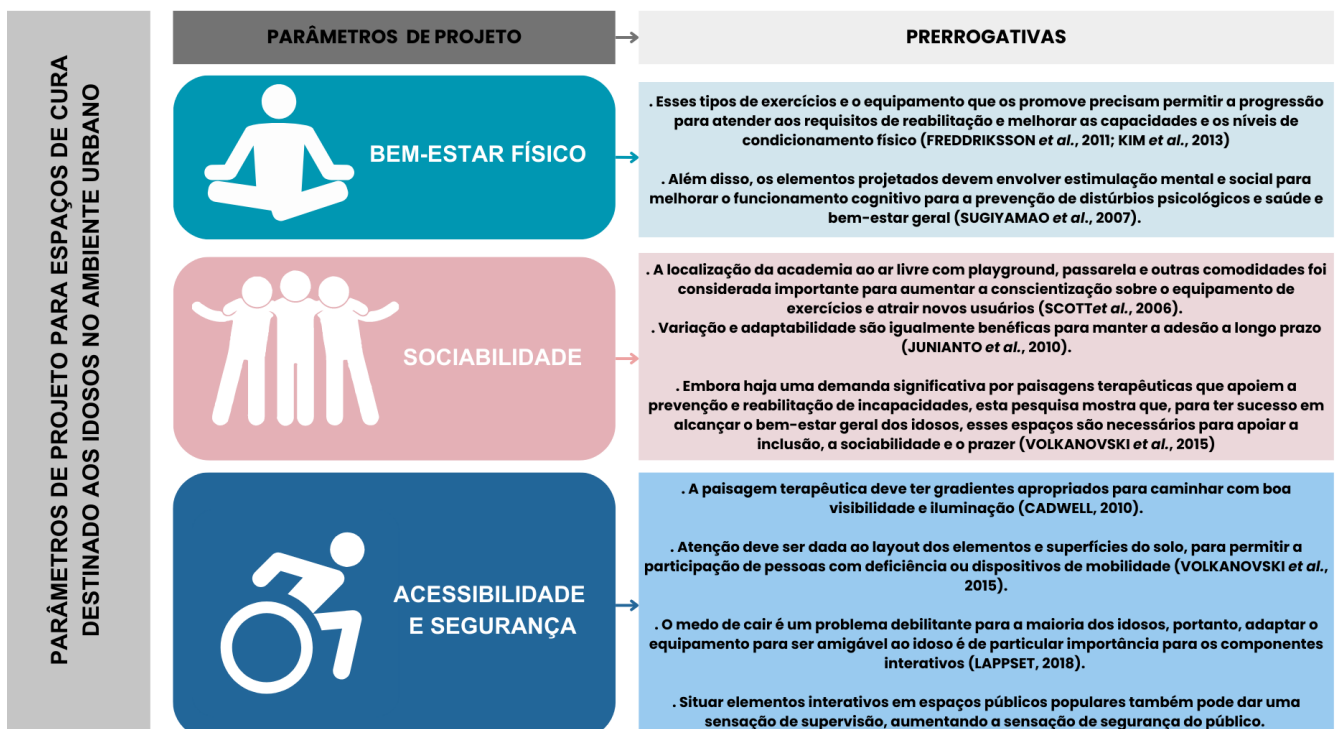 PARÂMETROS DE PROJETO PARA ESPAÇOS DE CURA
DESTINADO AOS IDOSOS NO AMBIENTE URBANO
PARÂMETROS DE PROJETO
PRERROGATIVAS
BEM-ESTAR FÍSICO
. Esses tipos de exercícios e o equipamento que os promove precisam permitir a progressão
para atender aos requisitos de reabilitação e melhorar as capacidades e os níveis de
condicionamento físico (FREDDRIKSSON et al., 2011; KIM et al., 2013)
. Além disso, os elementos projetados devem envolver estimulação mental e social para
melhorar o funcionamento cognitivo para a prevenção de distúrbios psicológicos e saúde e
bem-estar geral (SUGIYAMAO et al., 2007).
SOCIABILIDADE
. A localização da academia ao ar livre com playground, passarela e outras comodidades foi
considerada importante para aumentar a conscientização sobre o equipamento de
exercícios e atrair novos usuários (SCOTTet al., 2006).
. Variação e adaptabilidade são igualmente benéficas para manter a adesão a longo prazo
(JUNIANTO et al., 2010).
. Embora haja uma demanda significativa por paisagens terapêuticas que apoiem a
prevenção e reabilitação de incapacidades, esta pesquisa mostra que, para ter sucesso em
alcançar o bem-estar geral dos idosos, esses espaços são necessários para apoiar a
inclusão, a sociabilidade e o prazer (VOLKANOVSKI et al., 2015)
ACESSIBILIDADE
E SEGURANÇA
. A paisagem terapêutica deve ter gradientes apropriados para caminhar com boa
visibilidade e iluminação (CADWELL, 2010).
. Atenção deve ser dada ao layout dos elementos e superfícies do solo, para permitir a
participação de pessoas com deficiência ou dispositivos de mobilidade (VOLKANOVSKI et al.,
2015).
. O medo de cair é um problema debilitante para a maioria dos idosos, portanto, adaptar o
equipamento para ser amigável ao idoso é de particular importância para os componentes
interativos (LAPPSET, 2018).
. Situar elementos interativos em espaços públicos populares também pode dar uma
sensação de supervisão, aumentando a sensação de segurança do público.